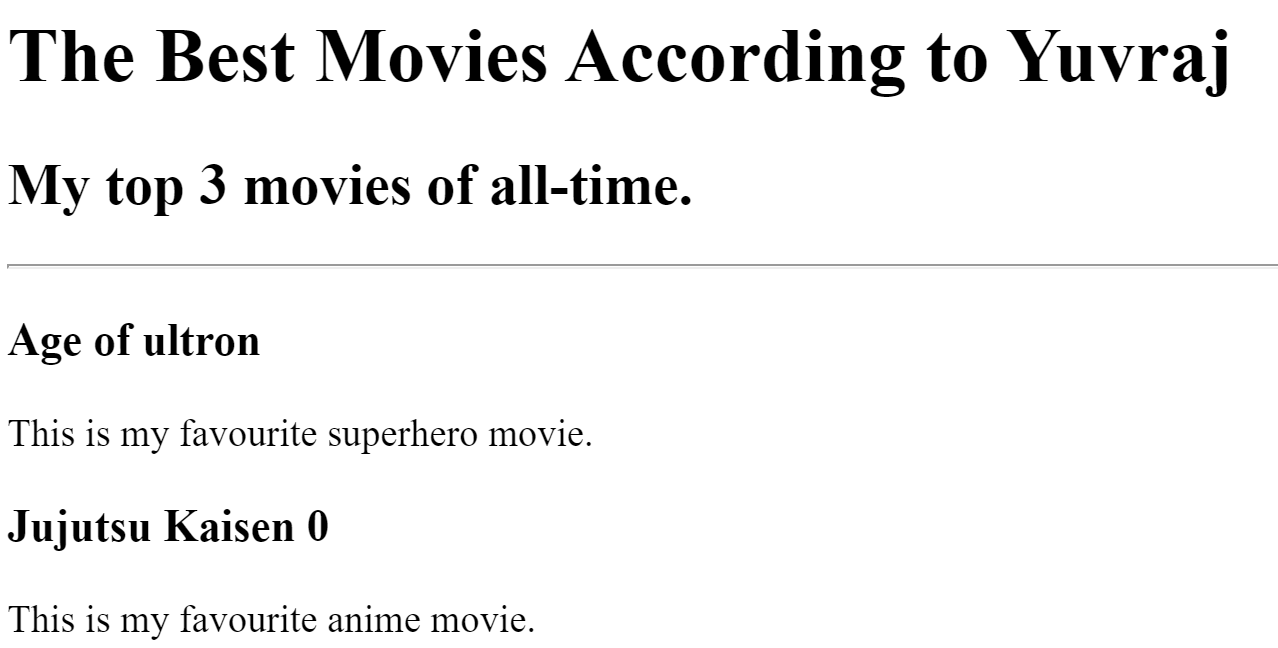 The Best Movies According to Yuvraj
My top 3 movies of all-time.
Age of ultron
This is my favourite superhero movie.
Jujutsu Kaisen 0
This is my favourite anime movie.